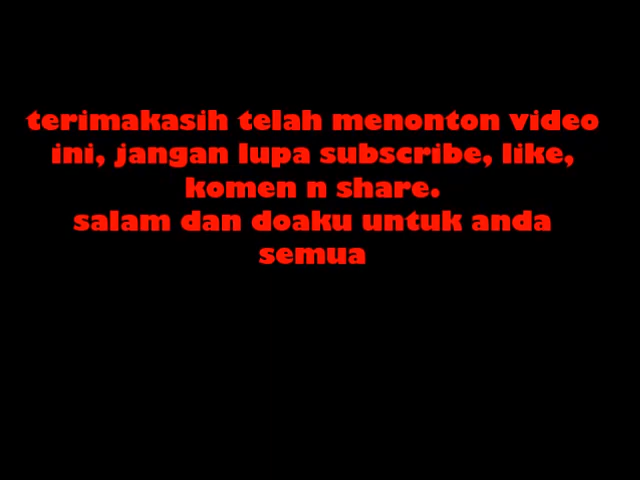 terimakasih telah menonton video
ini, jangan lupa subscribe, like,
komen n share.
salam dan doaku untuk anda
semua